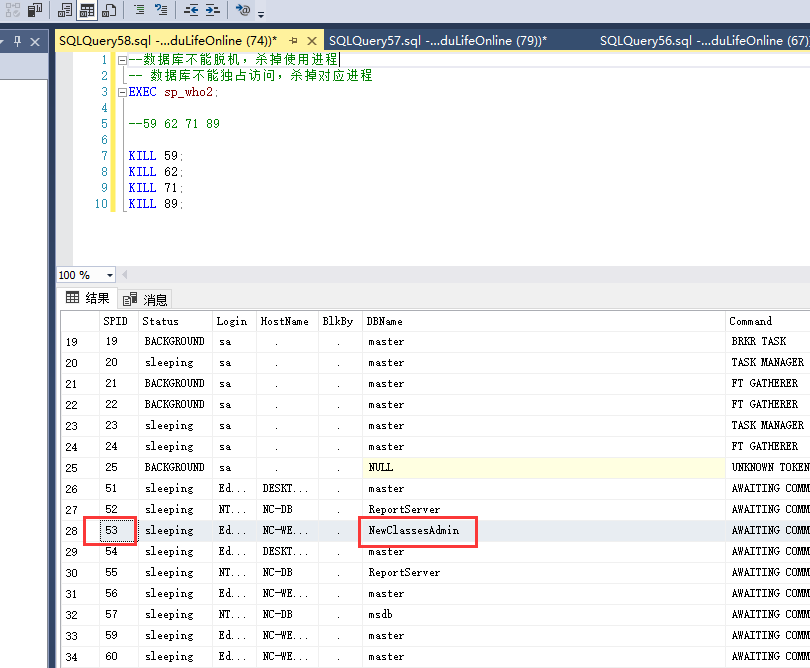 SQLQuery58.sql -...duLifeOnline (74))* SQLQuery57.sql -...duLifeOnline (79))* SQLQuery56.sql -...duLifeOnline (67)
1 --数据库不能脱机，杀掉使用进程
2 -- 数据库不能独占访问，杀掉对应进程
3 EXEC sp_who2;
4
5 --59 62 71 89
6
7 KILL 59;
8 KILL 62;
9 KILL 71;
10 KILL 89;
100 %
结果 消息
SPID Status Login HostName BlkBy DBName Command
19 19 BACKGROUND sa . . master BRKR TASK
20 20 sleeping sa . . master TASK MANAGER
21 21 BACKGROUND sa . . master FT GATHERER
22 22 BACKGROUND sa . . master FT GATHERER
23 23 sleeping sa . . master TASK MANAGER
24 24 sleeping sa . . master FT GATHERER
25 25 BACKGROUND sa . . NULL UNKNOWN TOKEN
26 51 sleeping Ed... DESKT... . master AWAITING COMM
27 52 sleeping NT... NC-DB . ReportServer AWAITING COMM
28 53 sleeping Ed... NC-WE... . NewClassesAdmin AWAITING COMM
29 54 sleeping Ed... DESKT... . master AWAITING COMM
30 55 sleeping NT... NC-DB . ReportServer AWAITING COMM
31 56 sleeping Ed... NC-WE... . master AWAITING COMM
32 57 sleeping NT... NC-DB . msdb AWAITING COMM
33 59 sleeping Ed... NC-WE... . master AWAITING COMM
34 60 sleeping Ed... NC-WE... . master AWAITING COMM